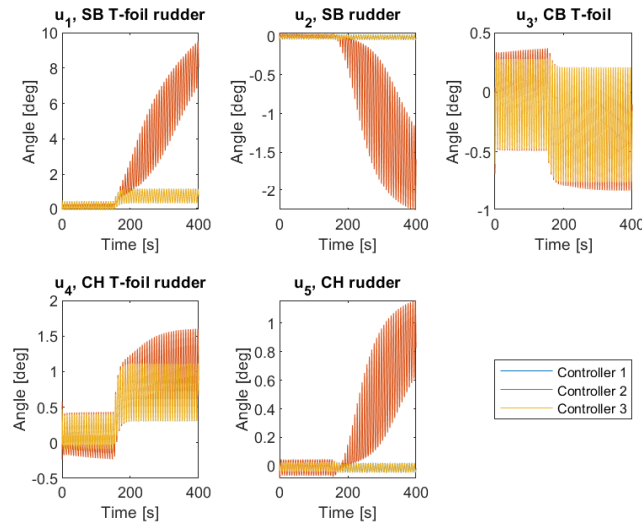 u1, SB T-foil rudder
10
8
6
4
2
0
0 200 400
Time [s]
Angle [deg]
u2, SB rudder
0
-0.5
-1
-1.5
-2
0 200 400
Time [s]
Angle [deg]
u3, CB T-foil
0.5
0
-0.5
-1
0 200 400
Time [s]
Angle [deg]
u4, CH T-foil rudder
2
1.5
1
0.5
0
-0.5
0 200 400
Time [s]
Angle [deg]
u5, CH rudder
1
0.8
0.6
0.4
0.2
0
0 200 400
Time [s]
Angle [deg]
Controller 1
Controller 2
Controller 3